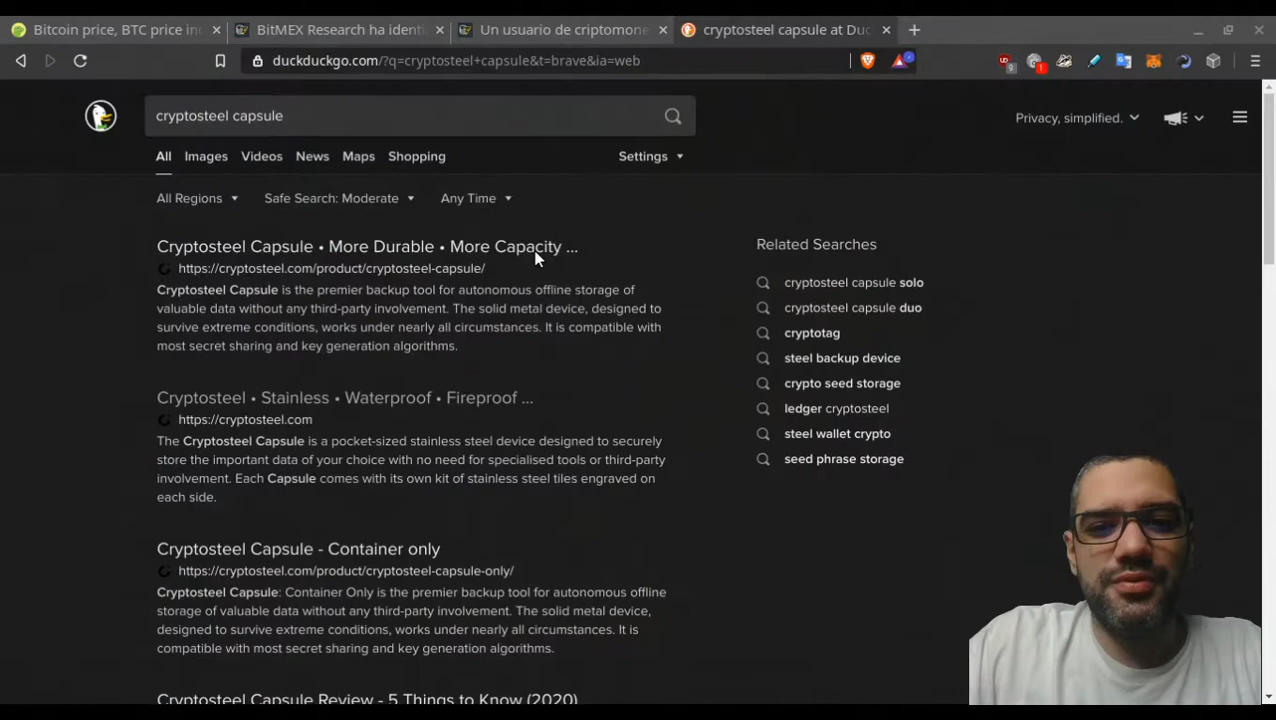 Bitcoin price, BTC price in
BitMEX Research ha identi
Un usuario de criptomone
cryptosteel capsule at Duc
duckduckgo.com/?q=cryptosteel+capsule&t=brave&ia=web
9
1
cryptosteel capsule
Privacy, simplified.
All Images Videos News Maps Shopping Settings
All Regions Safe Search: Moderate Any Time
Cryptosteel Capsule • More Durable • More Capacity ...
https://cryptosteel.com/product/cryptosteel-capsule/
Cryptosteel Capsule is the premier backup tool for autonomous offline storage of
valuable data without any third-party involvement. The solid metal device, designed to
survive extreme conditions, works under nearly all circumstances. It is compatible with
most secret sharing and key generation algorithms.
Cryptosteel • Stainless • Waterproof • Fireproof ...
https://cryptosteel.com
The Cryptosteel Capsule is a pocket-sized stainless steel device designed to securely
store the important data of your choice with no need for specialised tools or third-party
involvement. Each Capsule comes with its own kit of stainless steel tiles engraved on
each side.
Cryptosteel Capsule - Container only
https://cryptosteel.com/product/cryptosteel-capsule-only/
Cryptosteel Capsule: Container Only is the premier backup tool for autonomous offline
storage of valuable data without any third-party involvement. The solid metal device,
designed to survive extreme conditions, works under nearly all circumstances. It is
compatible with most secret sharing and key generation algorithms.
Cryptosteel Capsule Review - 5 Things to Know (2020)
Related Searches
cryptosteel capsule solo
cryptosteel capsule duo
cryptotag
steel backup device
crypto seed storage
ledger cryptosteel
steel wallet crypto
seed phrase storage